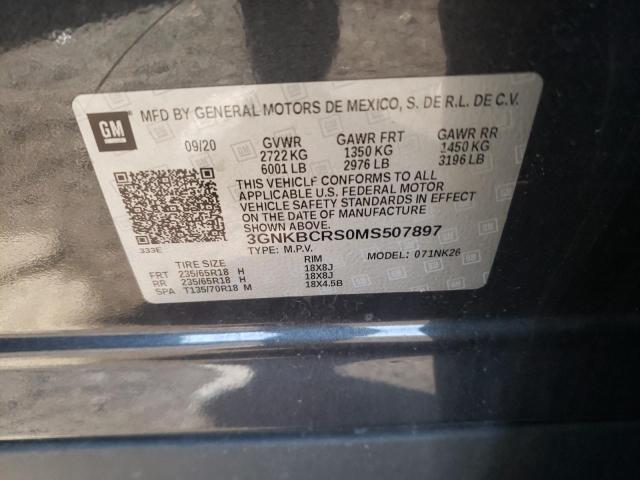 GM
MFD BY GENERAL MOTORS DE MEXICO, S. DE R.L. DE C.V.
09/20 GVWR GAWR FRT GAWR RR
2722 KG 1350 KG 1450 KG
6001 LB 2976 LB 3196 LB
THIS VEHICLE CONFORMS TO ALL
APPLICABLE U.S. FEDERAL MOTOR
VEHICLE SAFETY STANDARDS IN EFFECT
ON THE DATE OF MANUFACTURE SHOWN ABOVE.
3GNKBCRS0MS507897
333E TYPE: M.P.V. MODEL: 071NK26
TIRE SIZE RIM
FRT 235/65R18 H 18X8J
RR 235/65R18 H 18X8J
SPA T135/70R18 M 18X4.5B